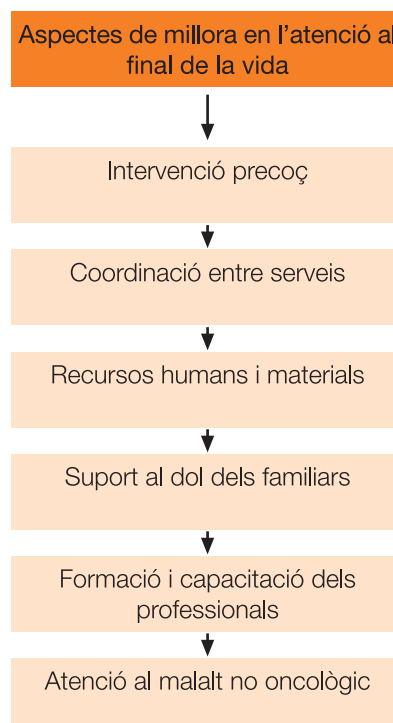 Aspectes de millora en l’atenció al
final de la vida
Intervenció precoç
Coordinació entre serveis
Recursos humans i materials
Suport al dol dels familiars
Formació i capacitació dels
professionals
Atenció al malalt no oncològic